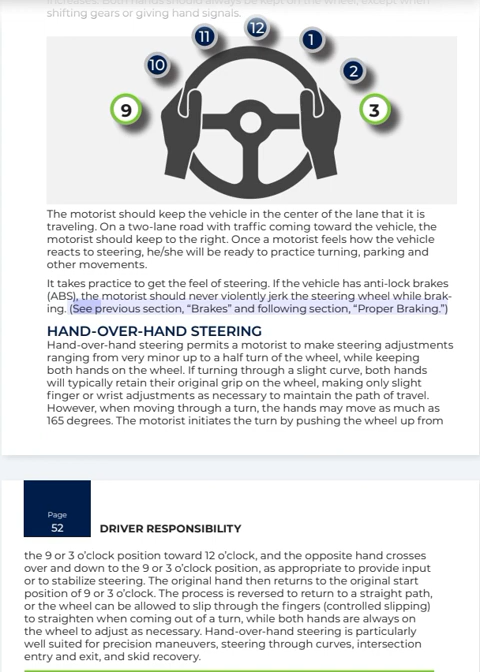 increases. Both hands should always be kept on the wheel, except when
shifting gears or giving hand signals.
12
11
1
10
2
9
3
The motorist should keep the vehicle in the center of the lane that it is
traveling. On a two-lane road with traffic coming toward the vehicle, the
motorist should keep to the right. Once a motorist feels how the vehicle
reacts to steering, he/she will be ready to practice turning, parking and
other movements.
It takes practice to get the feel of steering. If the vehicle has anti-lock brakes
(ABS), the motorist should never violently jerk the steering wheel while brak-
ing. (See previous section, “Brakes” and following section, “Proper Braking.”)
HAND-OVER-HAND STEERING
Hand-over-hand steering permits a motorist to make steering adjustments
ranging from very minor up to a half turn of the wheel, while keeping
both hands on the wheel. If turning through a slight curve, both hands
will typically retain their original grip on the wheel, making only slight
finger or wrist adjustments as necessary to maintain the path of travel.
However, when moving through a turn, the hands may move as much as
165 degrees. The motorist initiates the turn by pushing the wheel up from
Page
52
DRIVER RESPONSIBILITY
the 9 or 3 o’clock position toward 12 o’clock, and the opposite hand crosses
over and down to the 9 or 3 o’clock position, as appropriate to provide input
or to stabilize steering. The original hand then returns to the original start
position of 9 or 3 o’clock. The process is reversed to return to a straight path,
or the wheel can be allowed to slip through the fingers (controlled slipping)
to straighten when coming out of a turn, while both hands are always on
the wheel to adjust as necessary. Hand-over-hand steering is particularly
well suited for precision maneuvers, steering through curves, intersection
entry and exit, and skid recovery.